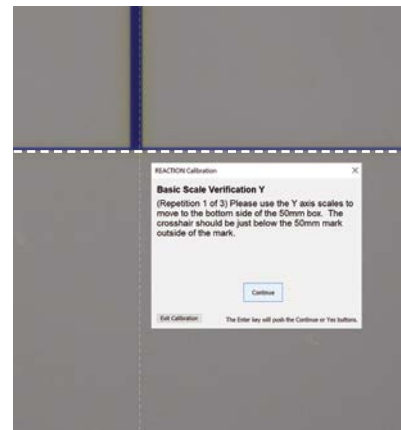 REACTION Calibration
Basic Scale Verification Y
(Repetition 1 of 3) Please use the Y axis scales to
move to the bottom side of the 50mm box. The
crosshair should be just below the 50mm mark
outside of the mark.
Continue
Exit Calibration
The Enter key will push the Continue or Yes buttons.